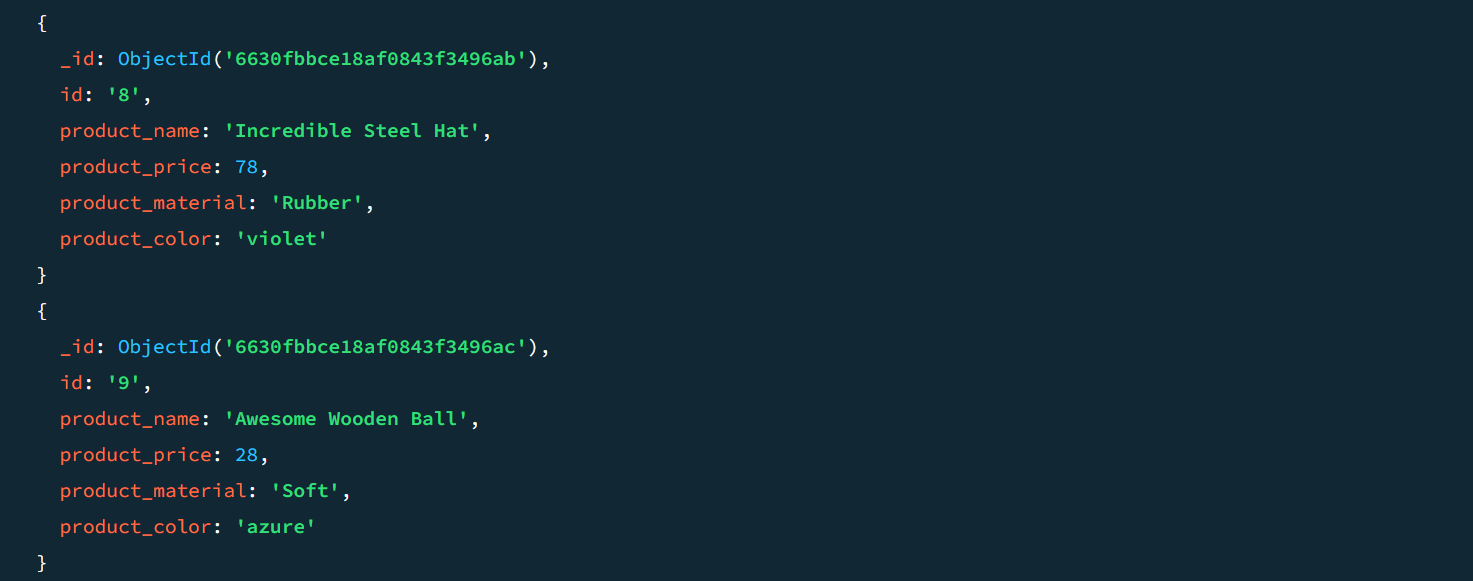 {
_id: ObjectId('6630fbbce18af0843f3496ab'),
id: '8',
product_name: 'Incredible Steel Hat',
product_price: 78,
product_material: 'Rubber',
product_color: 'violet'
}
{
_id: ObjectId('6630fbbce18af0843f3496ac'),
id: '9',
product_name: 'Awesome Wooden Ball',
product_price: 28,
product_material: 'Soft',
product_color: 'azure'
}